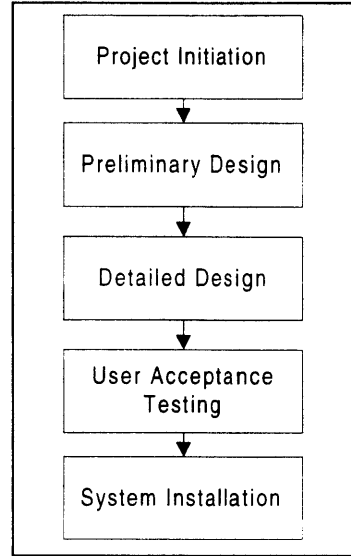 Project Initiation
Preliminary Design
Detailed Design
User Acceptance
Testing
System Installation